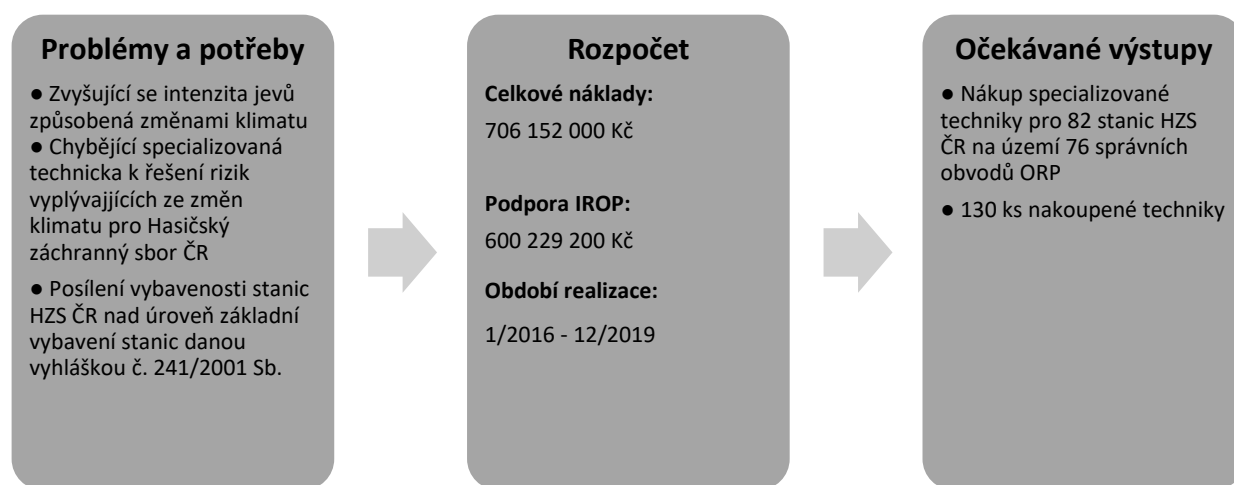 Problémy a potřeby
● Zvyšující se intenzita jevů
způsobená změnami klimatu
● Chybějící specializovaná
technicka k řešení rizik
vyplývajjících ze změn
klimatu pro Hasičský
záchranný sbor ČR
● Posílení vybavenosti stanic
HZS ČR nad úroveň základní
vybavení stanic danou
vyhláškou č. 241/2001 Sb.
Rozpočet
Celkové náklady:
706 152 000 Kč
Podpora IROP:
600 229 200 Kč
Období realizace:
1/2016 - 12/2019
Očekávané výstupy
● Nákup specializované
techniky pro 82 stanic HZS
ČR na území 76 správních
obvodů ORP
● 130 ks nakoupené techniky